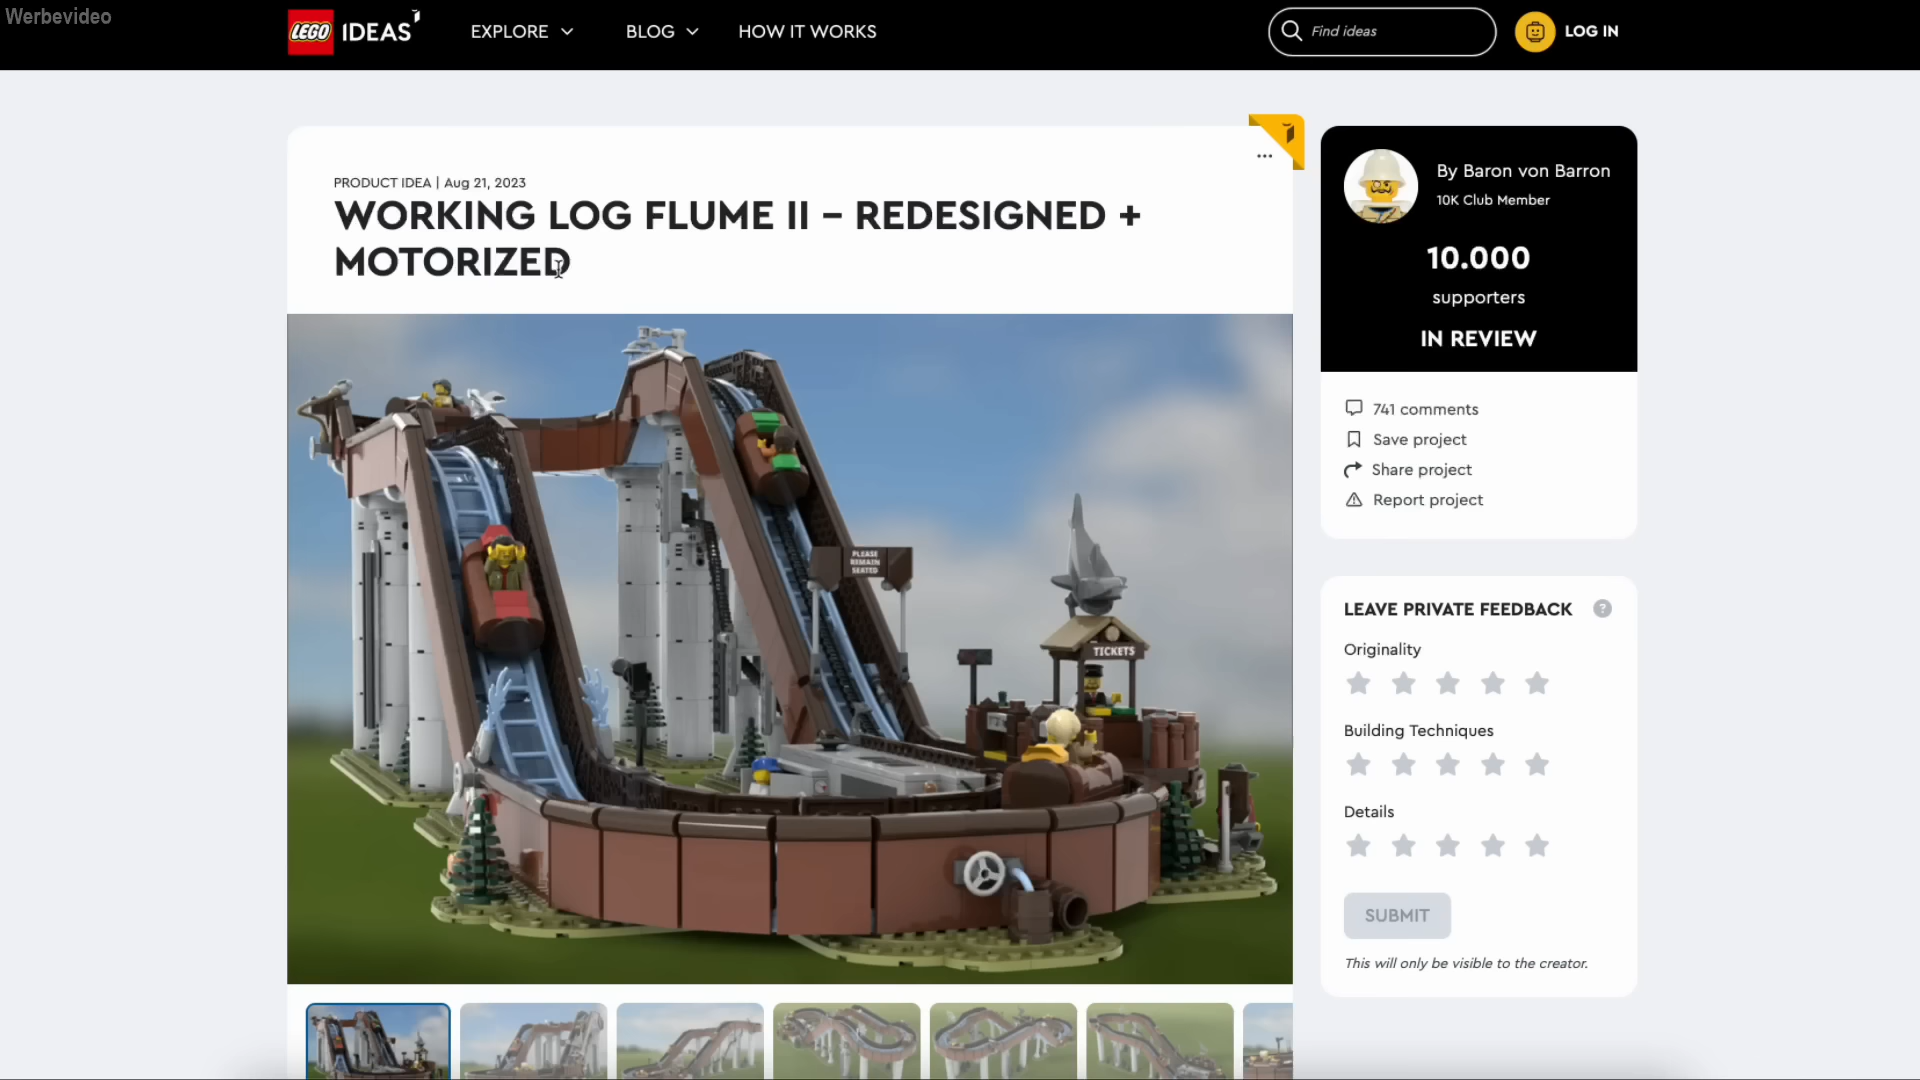 Werbevideo
LEGO IDEAS
EXPLORE
BLOG
HOW IT WORKS
Find ideas
LOG IN
PRODUCT IDEA | Aug 21, 2023
WORKING LOG FLUME II – REDESIGNED +
MOTORIZED
PLEASE
REMAIN
SEATED
TICKETS
By Baron von Barron
10K Club Member
10.000
supporters
IN REVIEW
741 comments
Save project
Share project
Report project
LEAVE PRIVATE FEEDBACK ?
Originality
Building Techniques
Details
SUBMIT
This will only be visible to the creator.